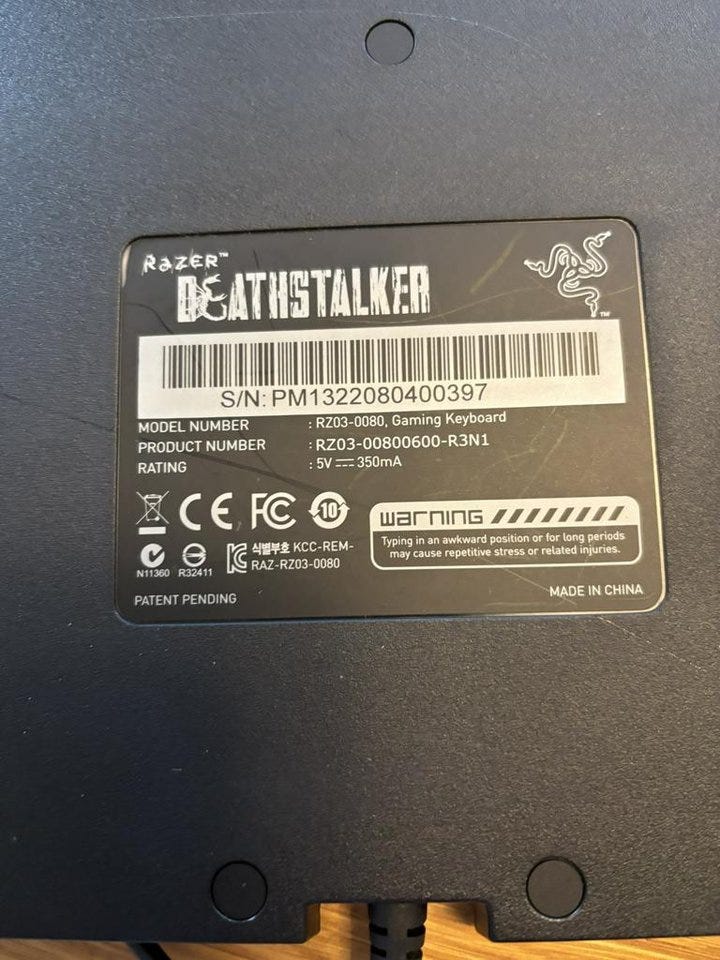 RAZER™
DEATHSTALKER
TM
S/N: PM1322080400397
MODEL NUMBER : RZ03-0080, Gaming Keyboard
PRODUCT NUMBER : RZ03-00800600-R3N1
RATING : 5V ⎓ 350mA
CE FC 10
warning
Typing in an awkward position or for long periods
may cause repetitive stress or related injuries.
N11360 R32411
식별부호 KCC-REM-
RAZ-RZ03-0080
PATENT PENDING
MADE IN CHINA